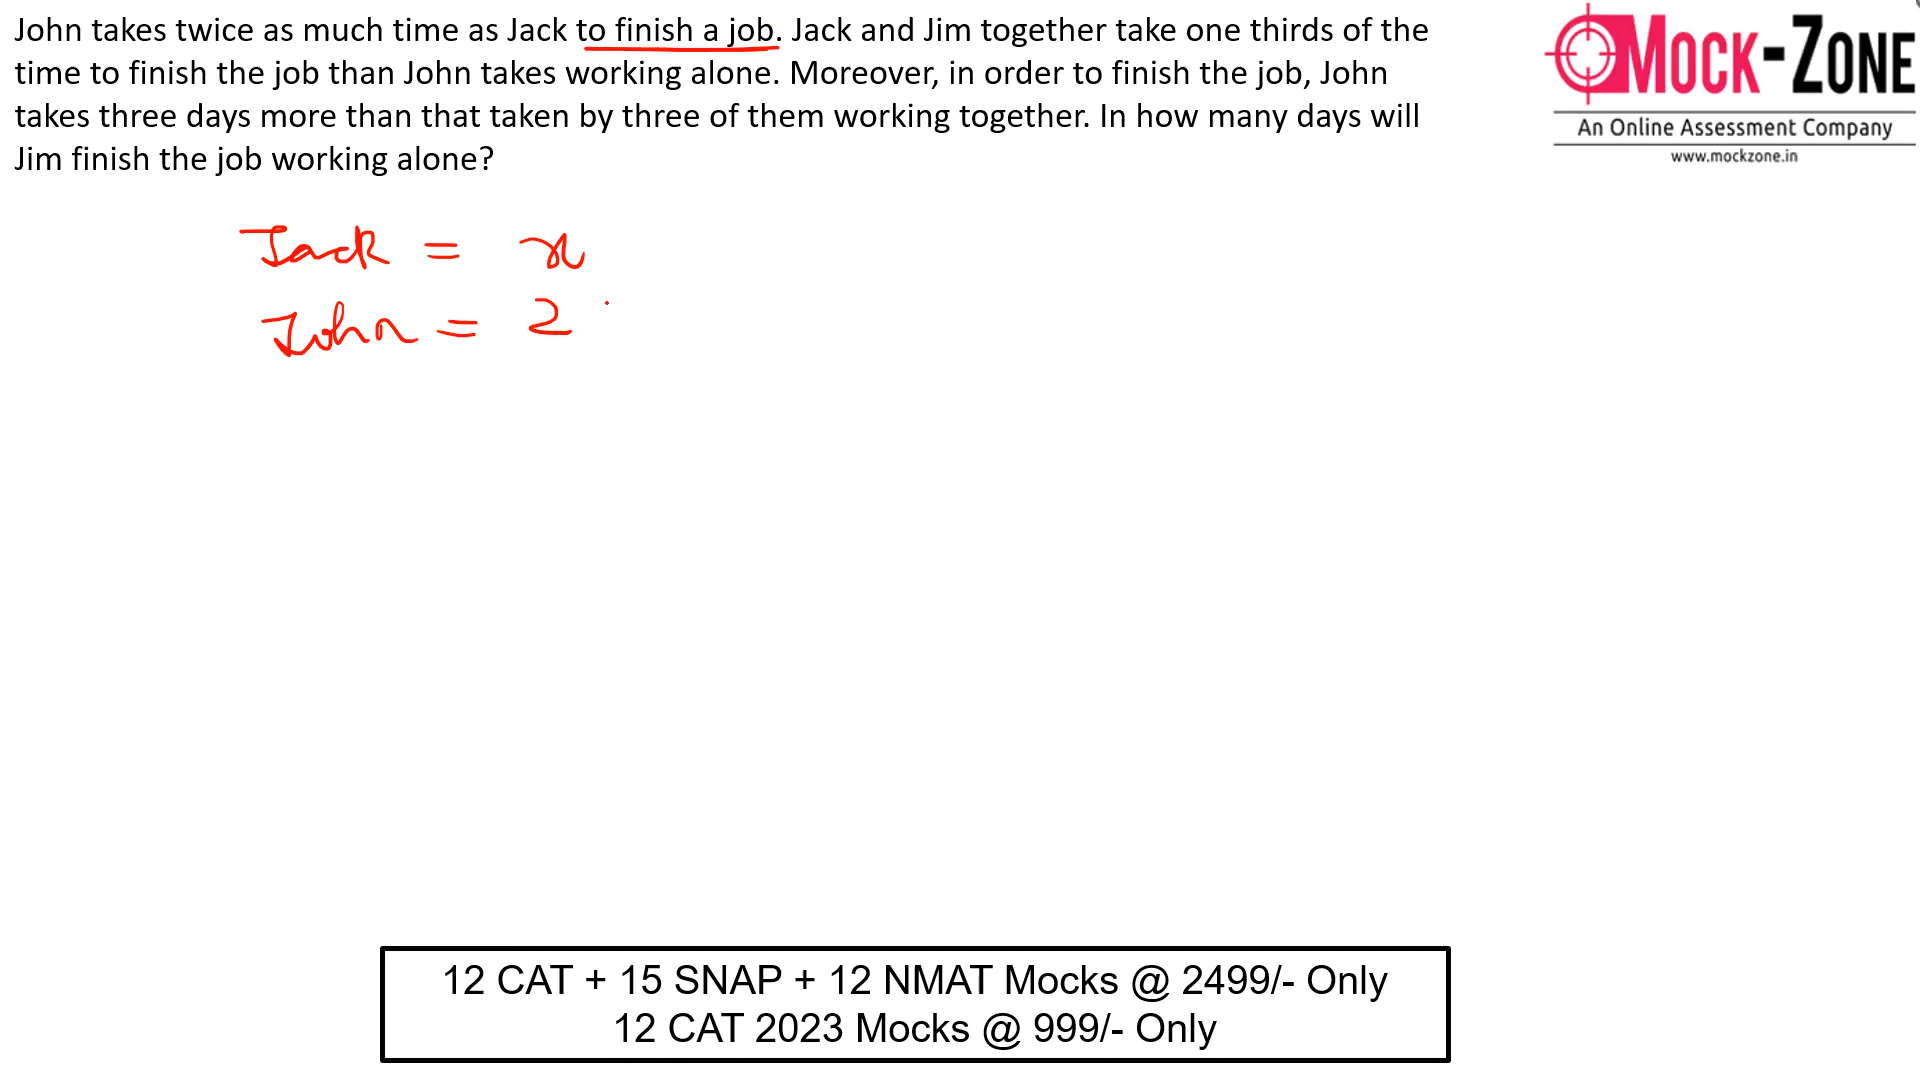 John takes twice as much time as Jack to finish a job. Jack and Jim together take one thirds of the
time to finish the job than John takes working alone. Moreover, in order to finish the job, John
takes three days more than that taken by three of them working together. In how many days will
Jim finish the job working alone?
MOCK-ZONE
An Online Assessment Company
www.mockzone.in
Jack = x
John = 2
12 CAT + 15 SNAP + 12 NMAT Mocks @ 2499/- Only
12 CAT 2023 Mocks @ 999/- Only